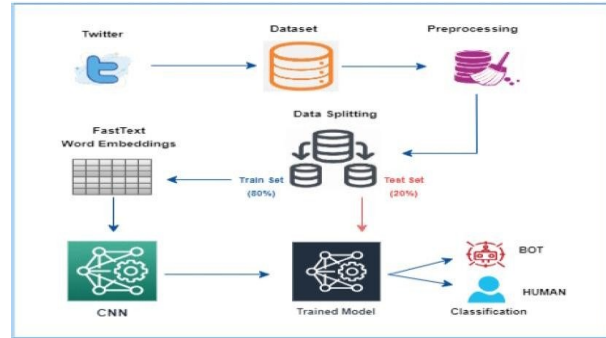 Twitter
Dataset
Preprocessing
Data Splitting
FastText
Word Embeddings
Train Set
(80%)
Test Set
(20%)
CNN
Trained Model
BOT
HUMAN
Classification